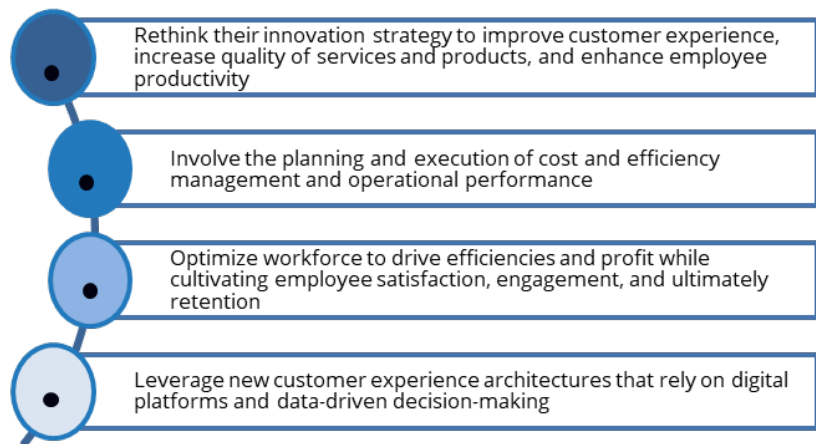 Rethink their innovation strategy to improve customer experience,
increase quality of services and products, and enhance employee
productivity
Involve the planning and execution of cost and efficiency
management and operational performance
Optimize workforce to drive efficiencies and profit while
cultivating employee satisfaction, engagement, and ultimately
retention
Leverage new customer experience architectures that rely on digital
platforms and data-driven decision-making